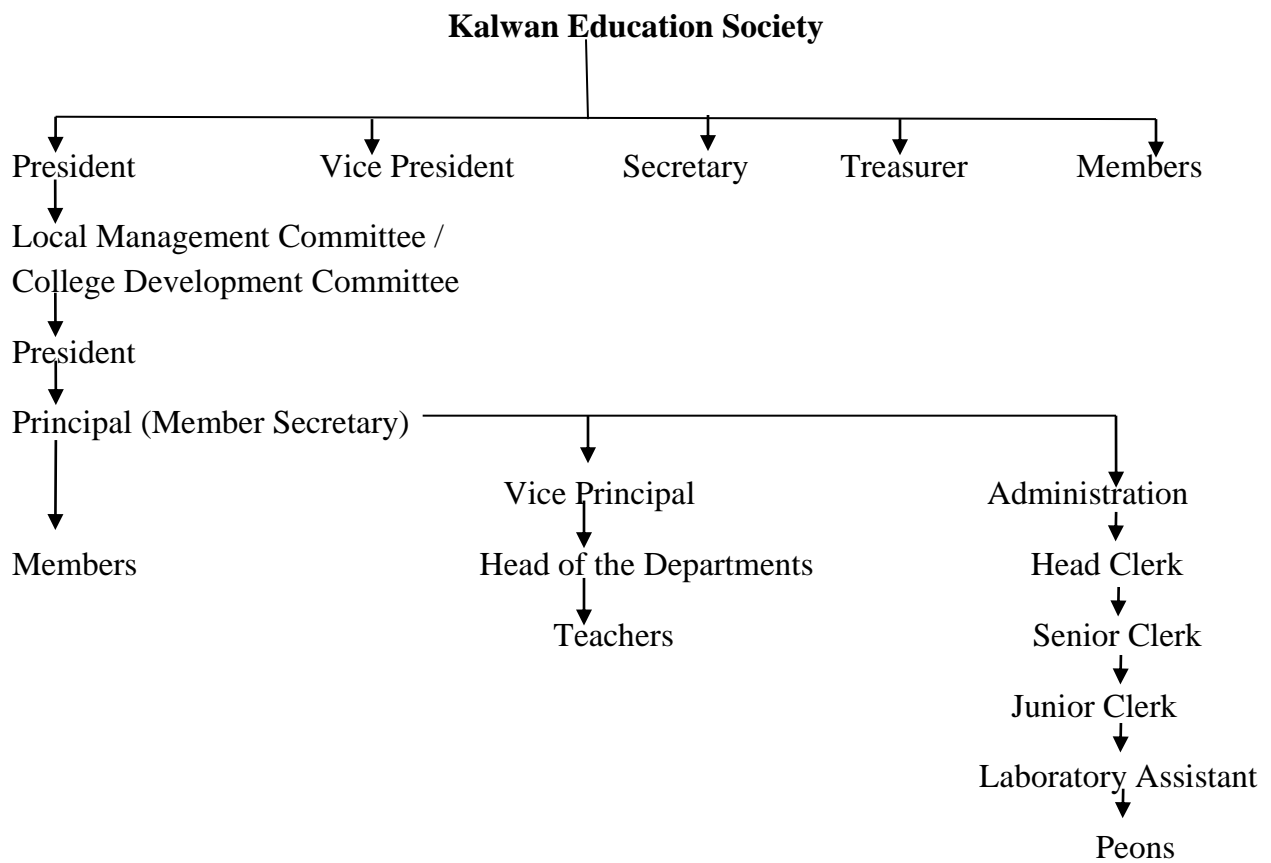 Kalwan Education Society
President Vice President Secretary Treasurer Members
Local Management Committee /
College Development Committee
President
Principal (Member Secretary)
Vice Principal Administration
Members Head of the Departments Head Clerk
Teachers Senior Clerk
Junior Clerk
Laboratory Assistant
Peons